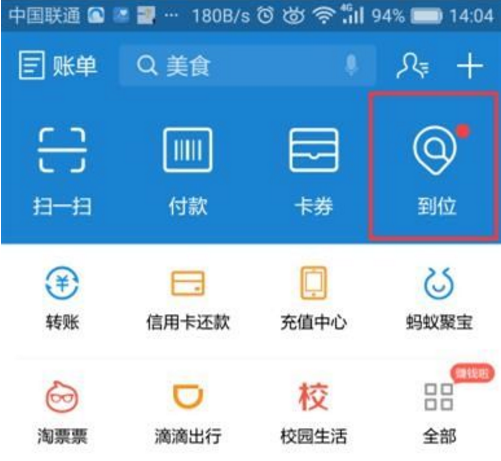 中国联通 ··· 180B/s 4G 94% 14:04
账单 美食
扫一扫 付款 卡券 到位
转账 信用卡还款 充值中心 蚂蚁聚宝
赚钱啦
淘票票 滴滴出行 校 校园生活 全部